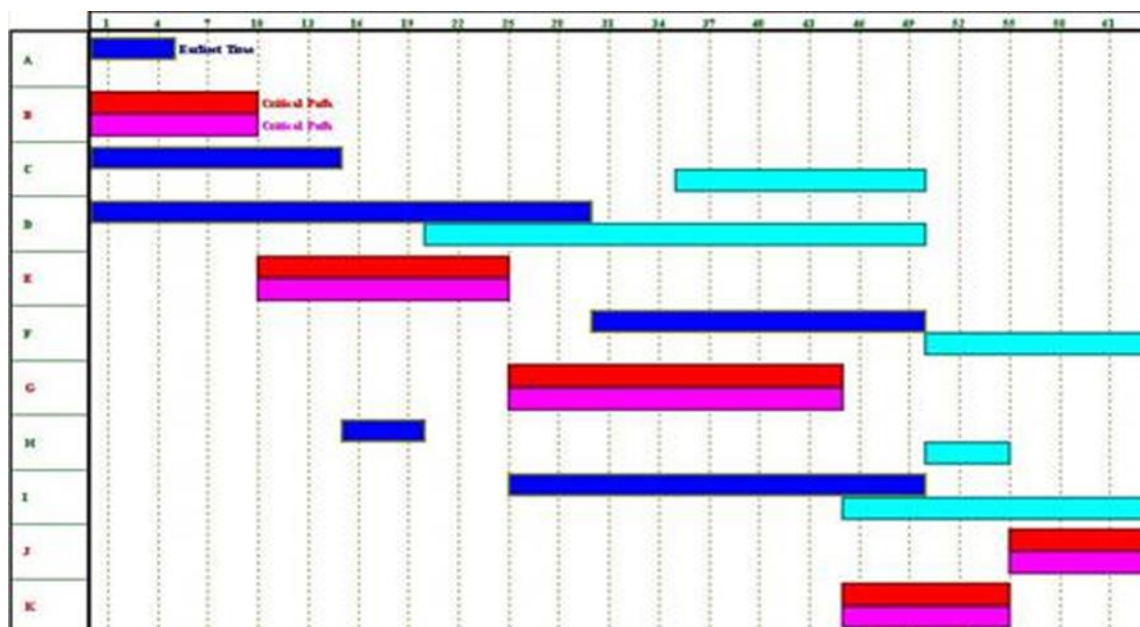 1 4 7 10 13 16 19 22 25 28 31 34 37 40 43 46 49 52 55 58 61
A
Earliest Time
B
Critical Path
Critical Path
C
D
E
F
G
H
I
J
K